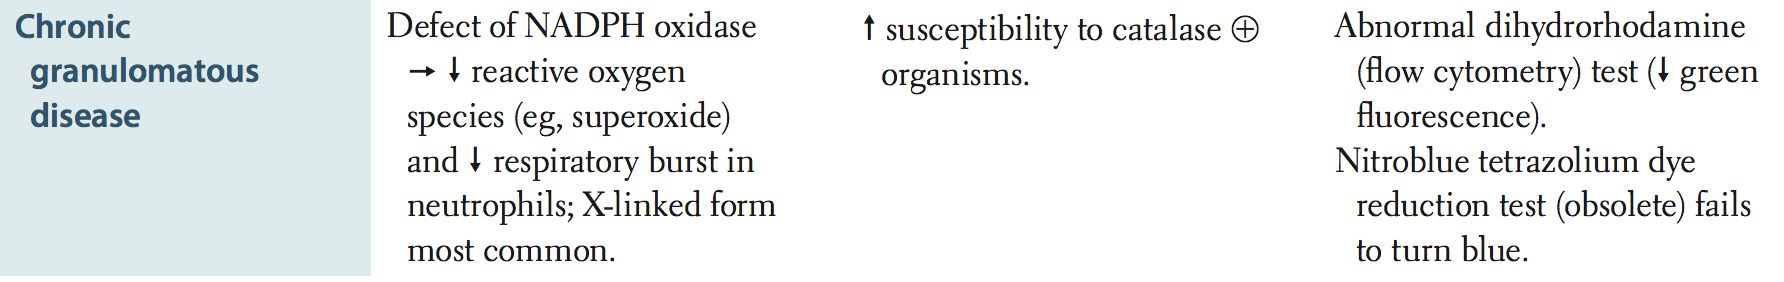 Chronic
granulomatous
disease
Defect of NADPH oxidase
→ ↓ reactive oxygen
species (eg, superoxide)
and ↓ respiratory burst in
neutrophils; X-linked form
most common.
↑ susceptibility to catalase ⊕
organisms.
Abnormal dihydrorhodamine
(flow cytometry) test (↓ green
fluorescence).
Nitroblue tetrazolium dye
reduction test (obsolete) fails
to turn blue.